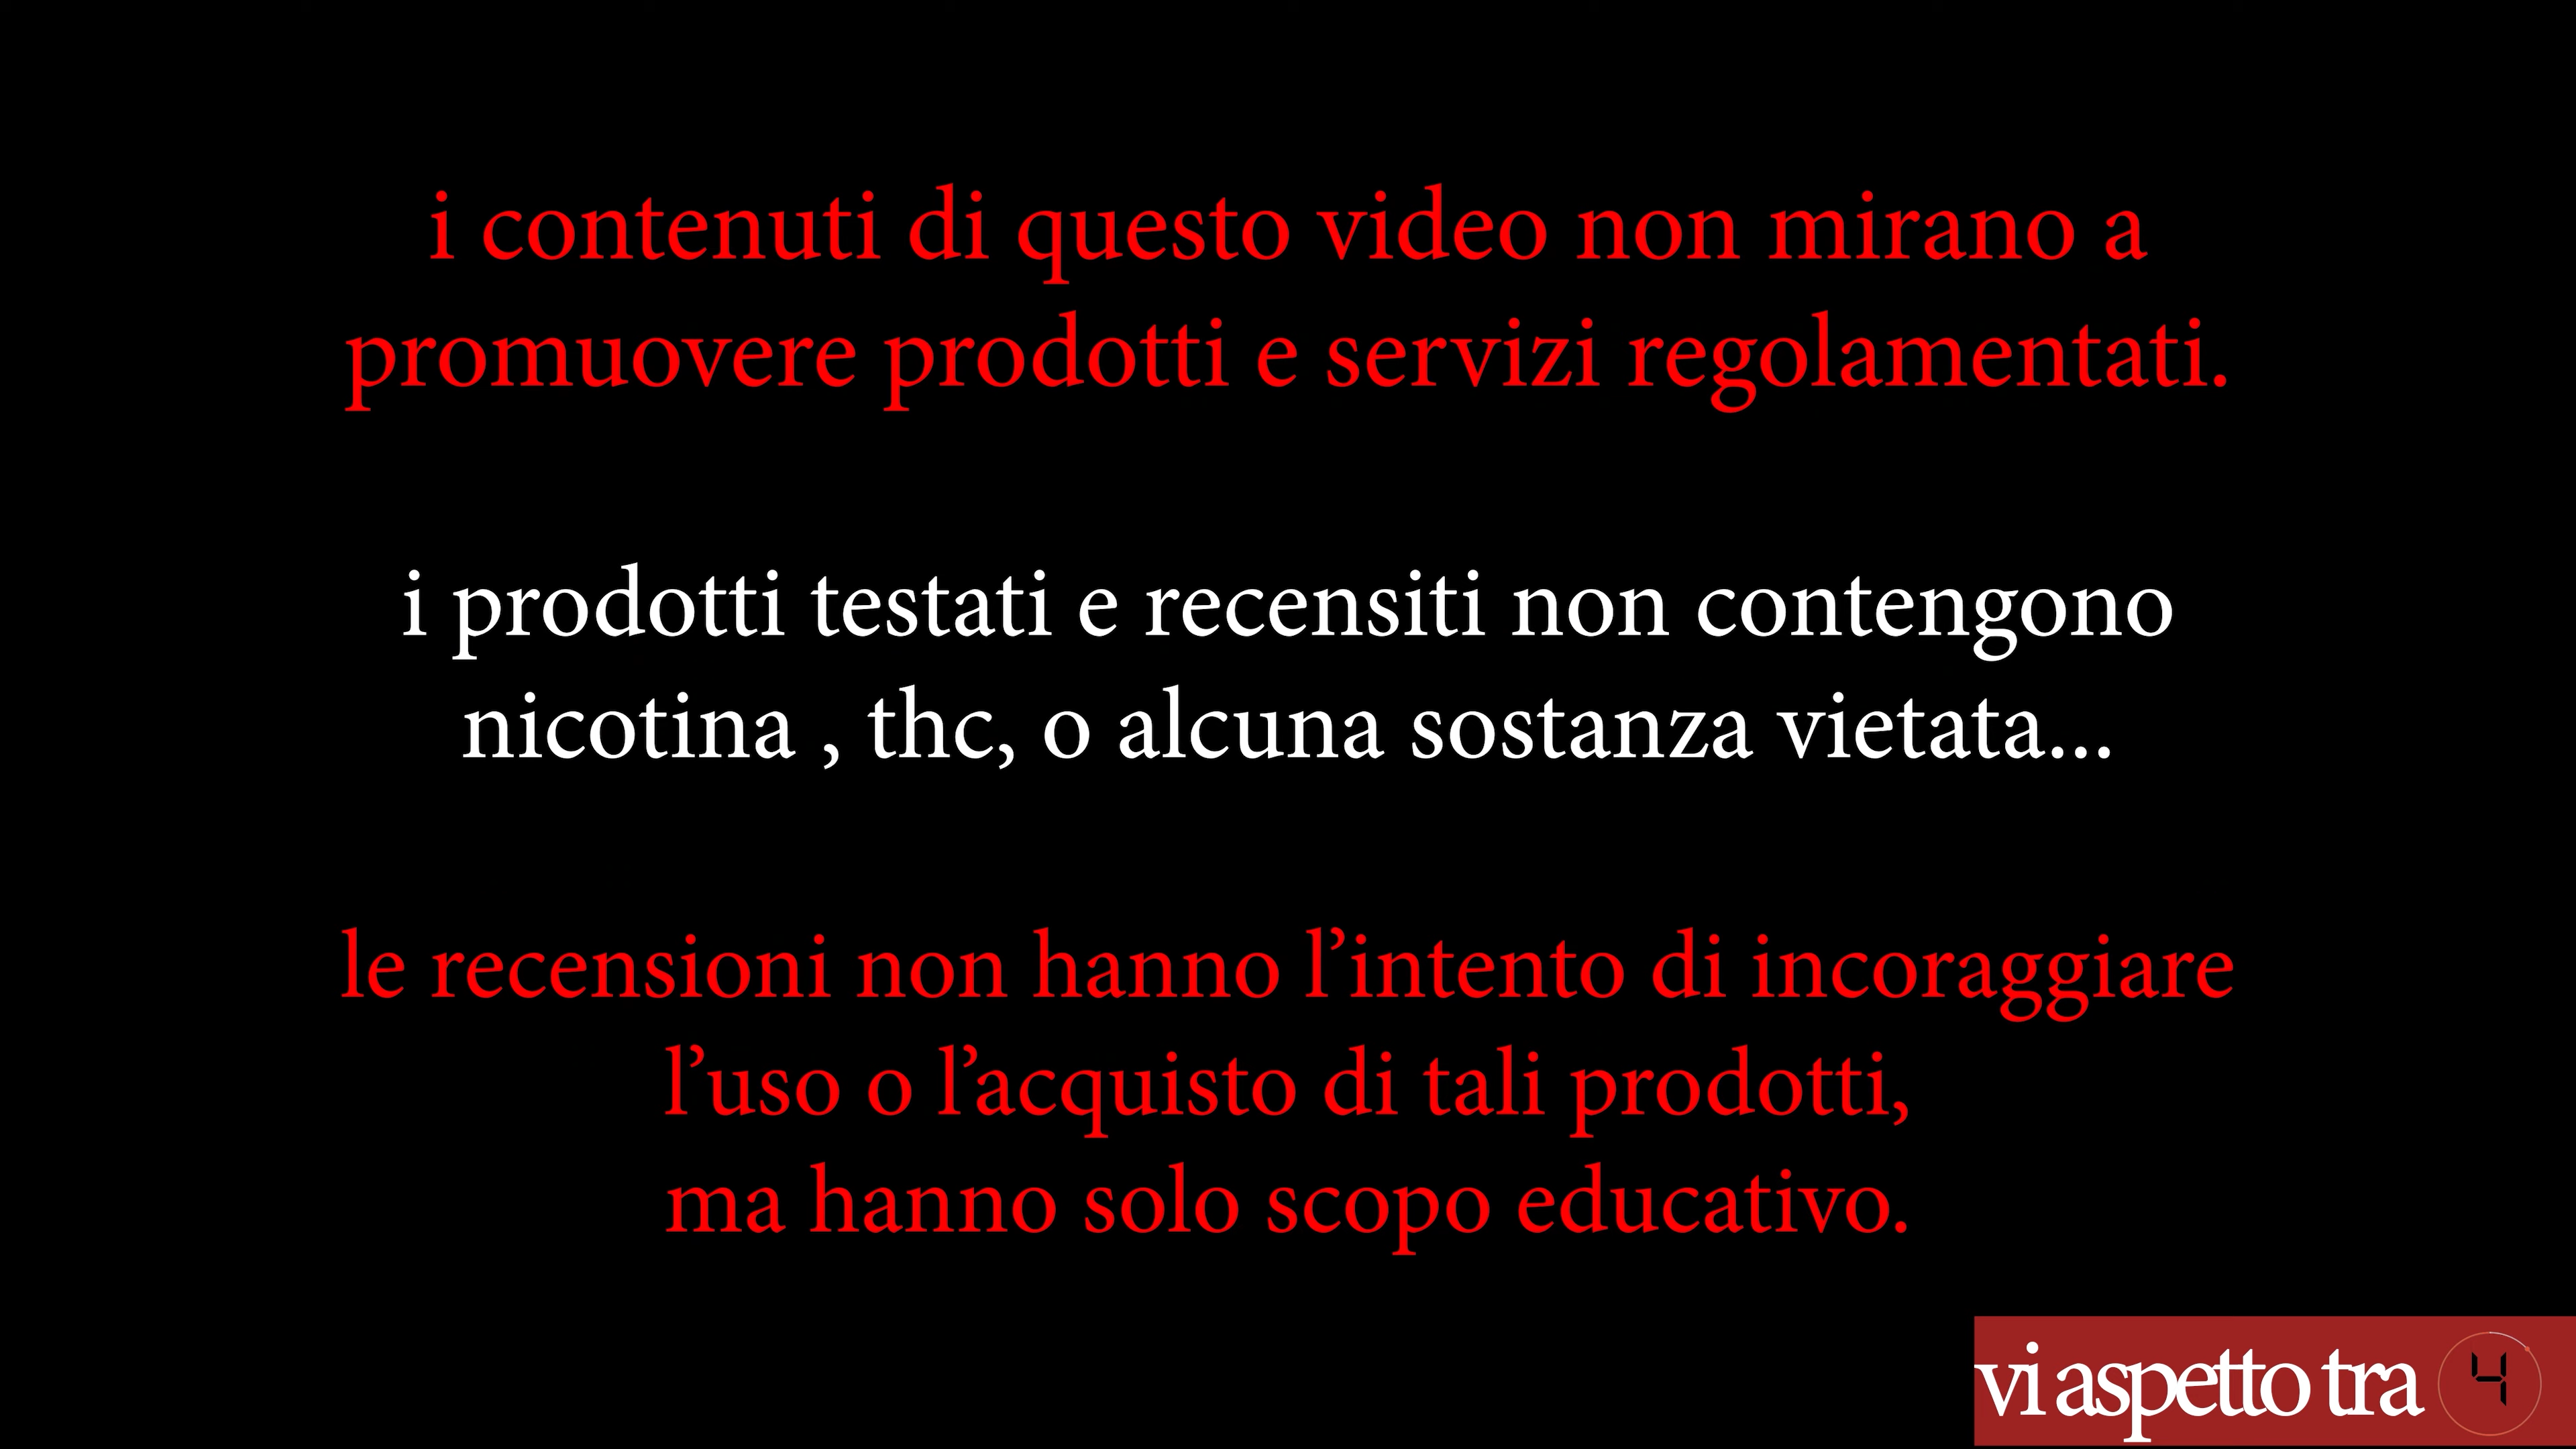 i contenuti di questo video non mirano a
promuovere prodotti e servizi regolamentati.
i prodotti testati e recensiti non contengono
nicotina , thc, o alcuna sostanza vietata...
le recensioni non hanno l’intento di incoraggiare
l’uso o l’acquisto di tali prodotti,
ma hanno solo scopo educativo.
vi aspetto tra 4